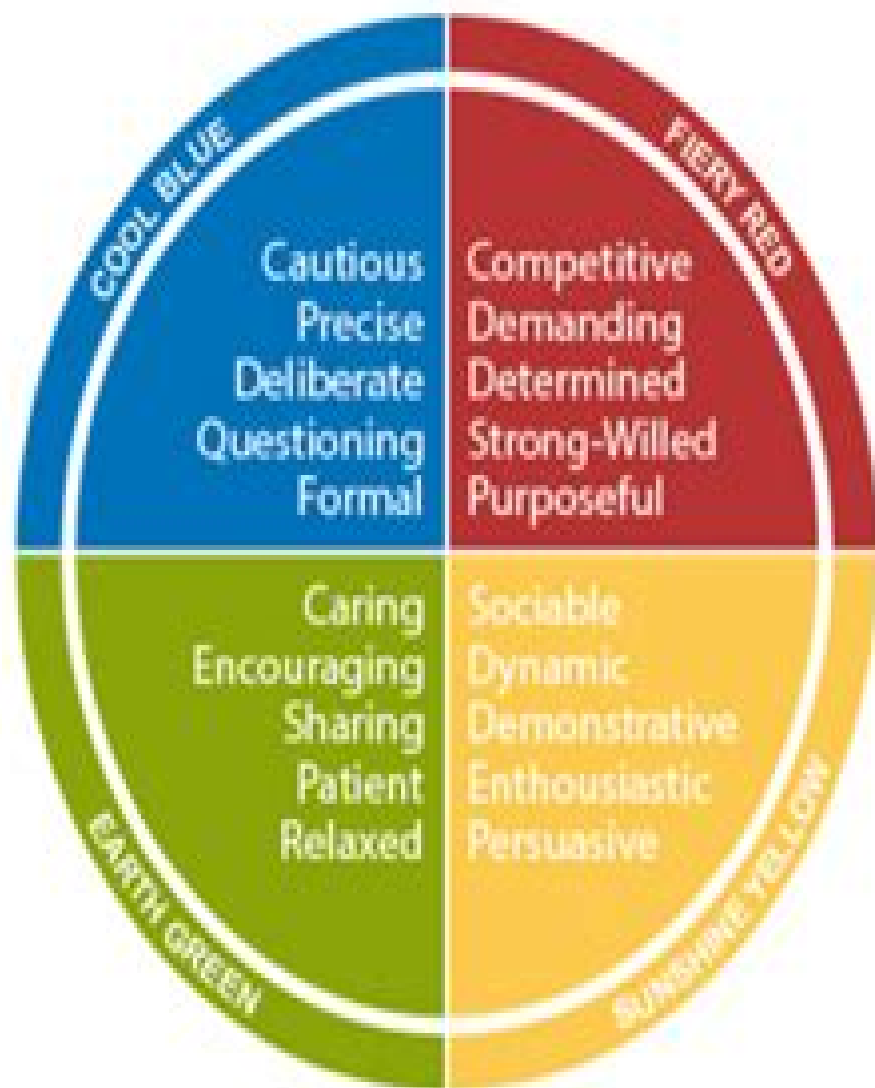 COOL BLUE
Cautious
Precise
Deliberate
Questioning
Formal
FIERY RED
Competitive
Demanding
Determined
Strong-Willed
Purposeful
EARTH GREEN
Caring
Encouraging
Sharing
Patient
Relaxed
SUNSHINE YELLOW
Sociable
Dynamic
Demonstrative
Enthousiastic
Persuasive